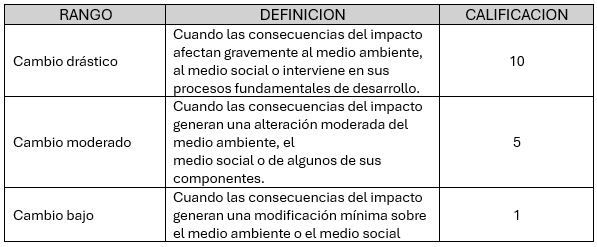 RANGO DEFINICION CALIFICACION
Cuando las consecuencias del impacto
afectan gravemente al medio ambiente,
Cambio drástico al medio social o interviene en sus 10
procesos fundamentales de desarrollo.
Cuando las consecuencias del impacto
generan una alteración moderada del
Cambio moderado medio ambiente, el 5
medio social o de algunos de sus
componentes.
Cuando las consecuencias del impacto
Cambio bajo generan una modificación mínima sobre 1
el medio ambiente o el medio social